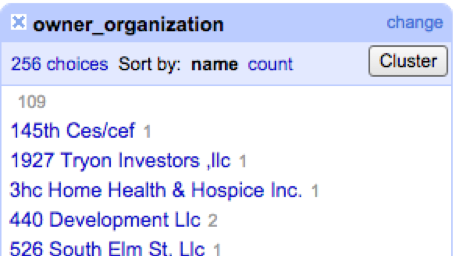 owner_organization change
256 choices Sort by: name count Cluster
109
145th Ces/cef 1
1927 Tryon Investors ,llc 1
3hc Home Health & Hospice Inc. 1
440 Development Llc 2
526 South Elm St. Llc 1